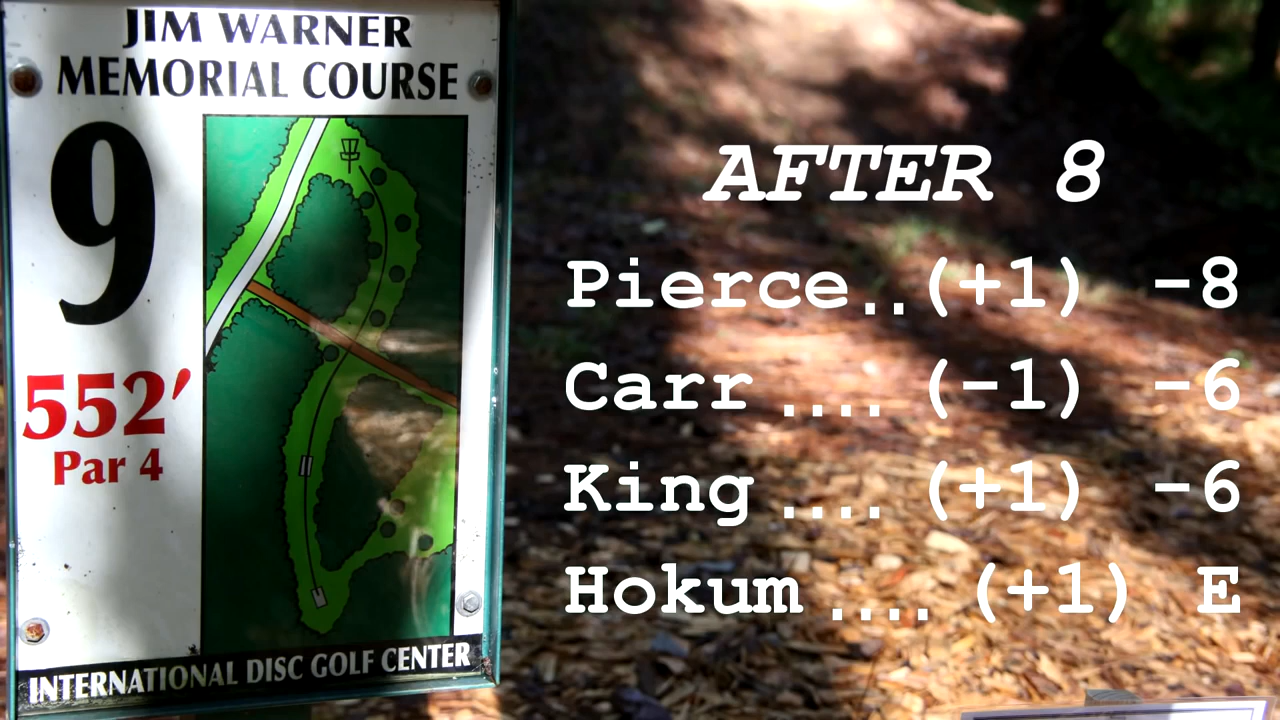 JIM WARNER
MEMORIAL COURSE
9
552'
Par 4
INTERNATIONAL DISC GOLF CENTER
AFTER 8
Pierce..(+1) -8
Carr .... (-1) -6
King .... (+1) -6
Hokum .... (+1) E